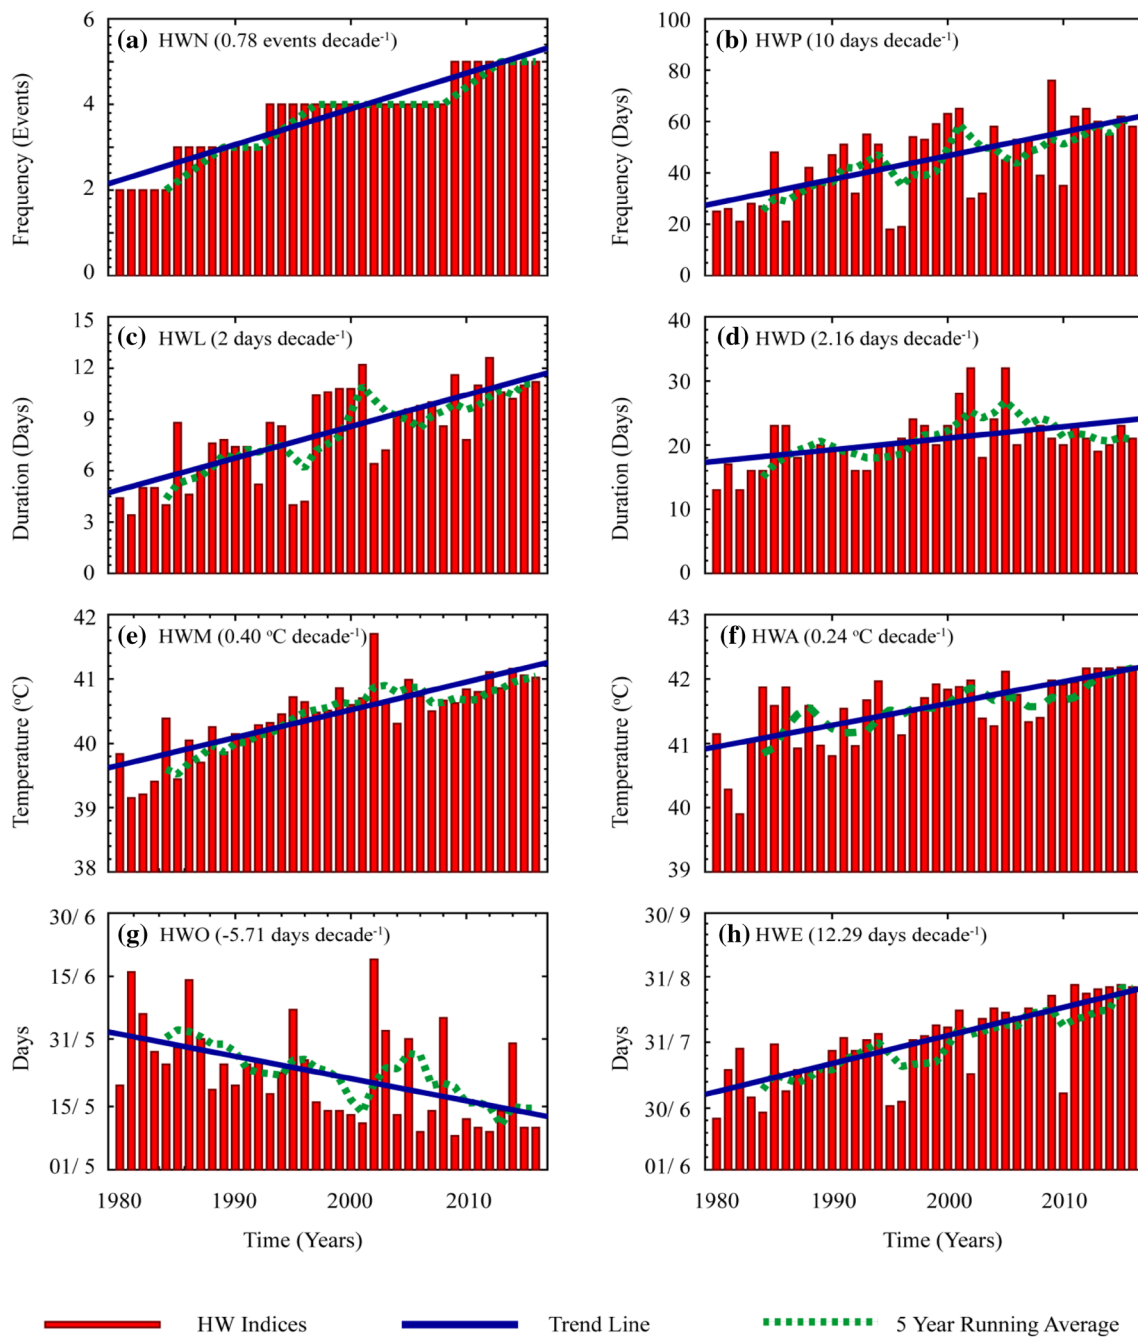 (a) HWN (0.78 events decade⁻¹)
Frequency (Events)
6
4
2
0
(b) HWP (10 days decade⁻¹)
Frequency (Days)
100
80
60
40
20
0
(c) HWL (2 days decade⁻¹)
Duration (Days)
15
12
9
6
3
0
(d) HWD (2.16 days decade⁻¹)
Duration (Days)
40
30
20
10
0
(e) HWM (0.40 °C decade⁻¹)
Temperature (°C)
42
41
40
39
38
(f) HWA (0.24 °C decade⁻¹)
Temperature (°C)
43
42
41
40
39
(g) HWO (-5.71 days decade⁻¹)
Days
30/ 6
15/ 6
31/ 5
15/ 5
01/ 5
1980 1990 2000 2010
Time (Years)
(h) HWE (12.29 days decade⁻¹)
Days
30/ 9
31/ 8
31/ 7
30/ 6
01/ 6
1980 1990 2000 2010
Time (Years)
HW Indices Trend Line 5 Year Running Average